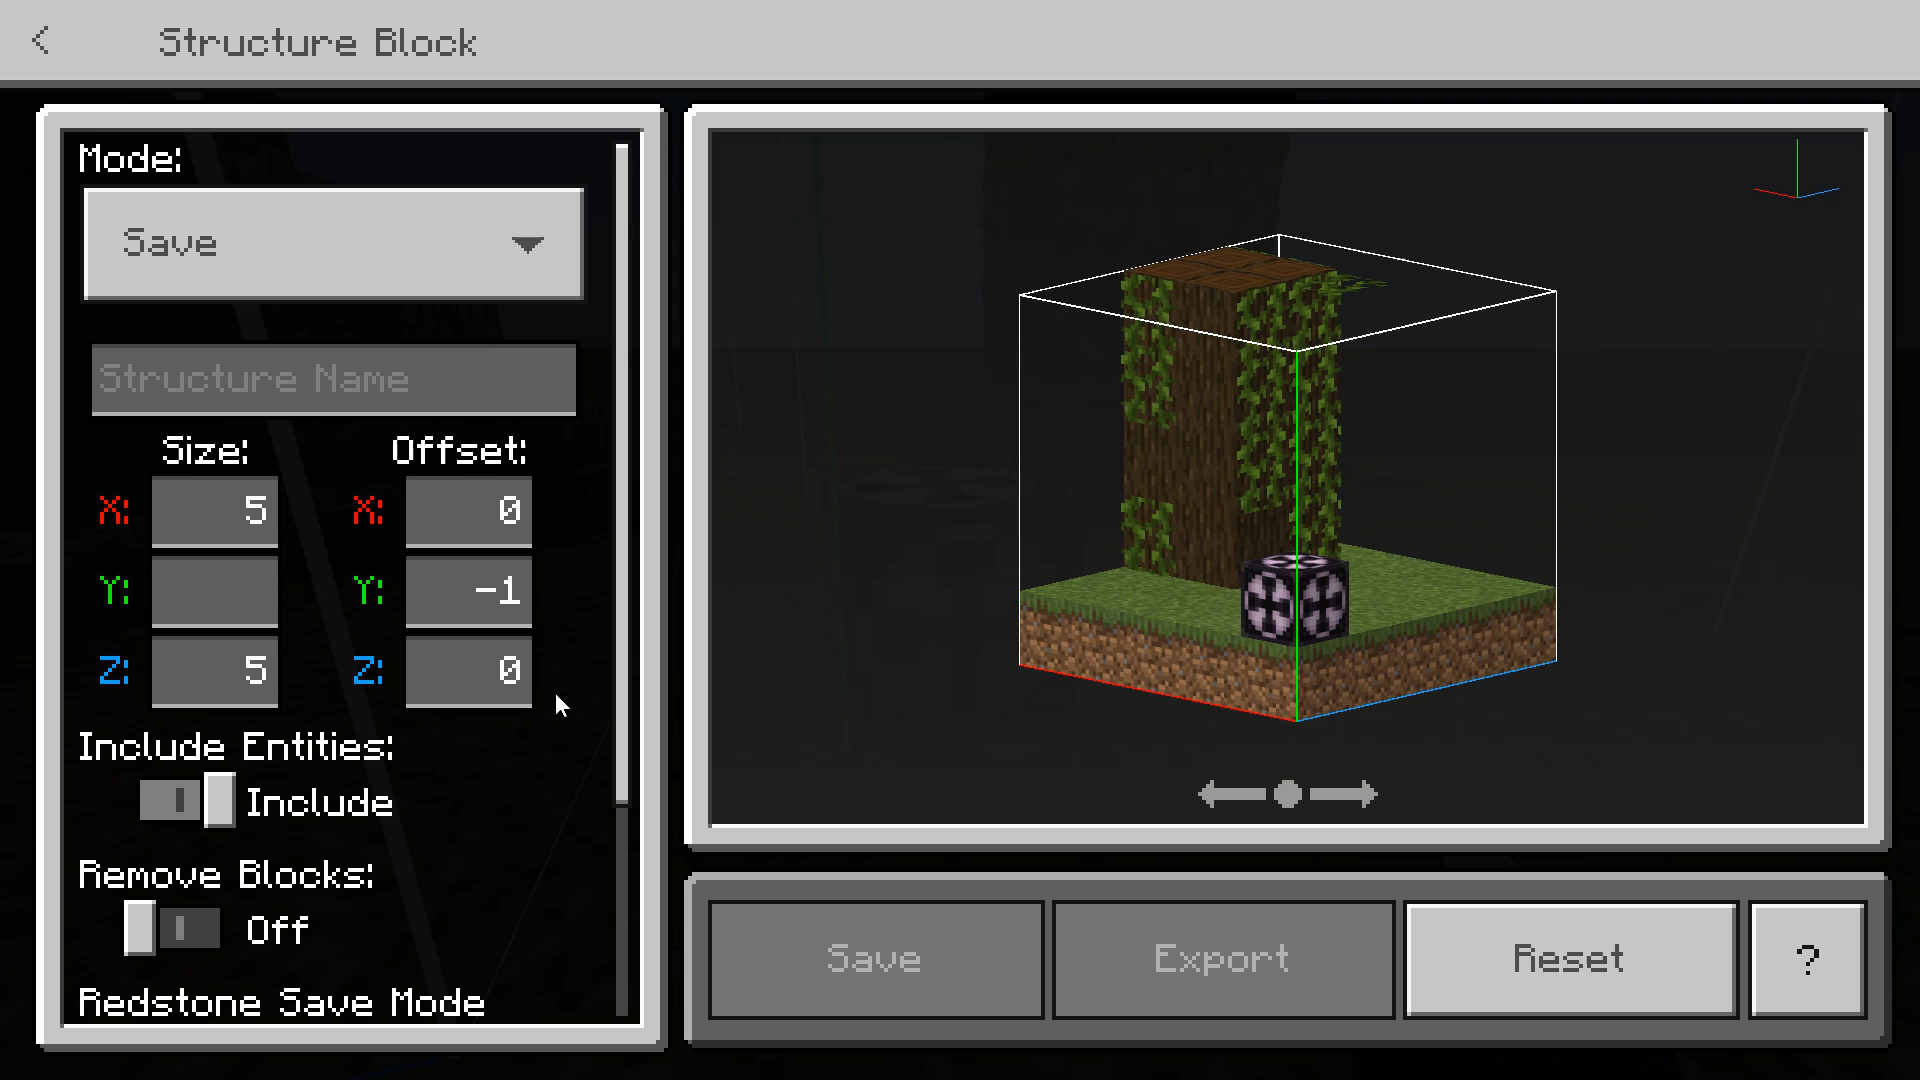 Structure Block
Mode:
Save
Structure Name
Size: Offset:
X: 5 X: 0
Y: Y: -1
Z: 5 Z: 0
Include Entities:
Include
Remove Blocks:
Off
Redstone Save Mode
Save Export Reset ?